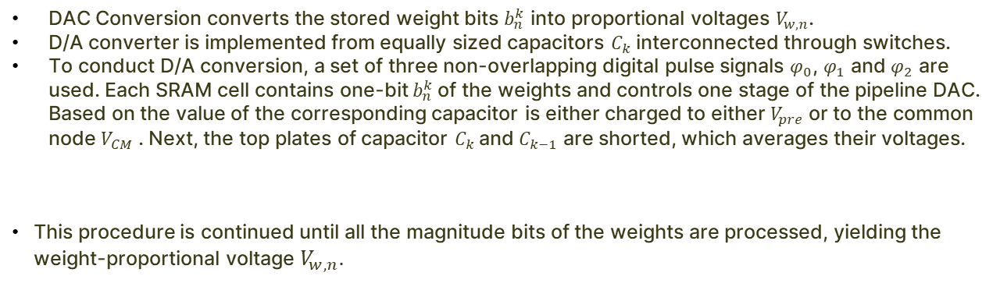 • DAC Conversion converts the stored weight bits $b_n^k$ into proportional voltages $V_{w,n}$.
• D/A converter is implemented from equally sized capacitors $C_k$ interconnected through switches.
• To conduct D/A conversion, a set of three non-overlapping digital pulse signals $\varphi_0$, $\varphi_1$ and $\varphi_2$ are
used. Each SRAM cell contains one-bit $b_n^k$ of the weights and controls one stage of the pipeline DAC.
Based on the value of the corresponding capacitor is either charged to either $V_{pre}$ or to the common
node $V_{CM}$ . Next, the top plates of capacitor $C_k$ and $C_{k-1}$ are shorted, which averages their voltages.
• This procedure is continued until all the magnitude bits of the weights are processed, yielding the
weight-proportional voltage $V_{w,n}$.